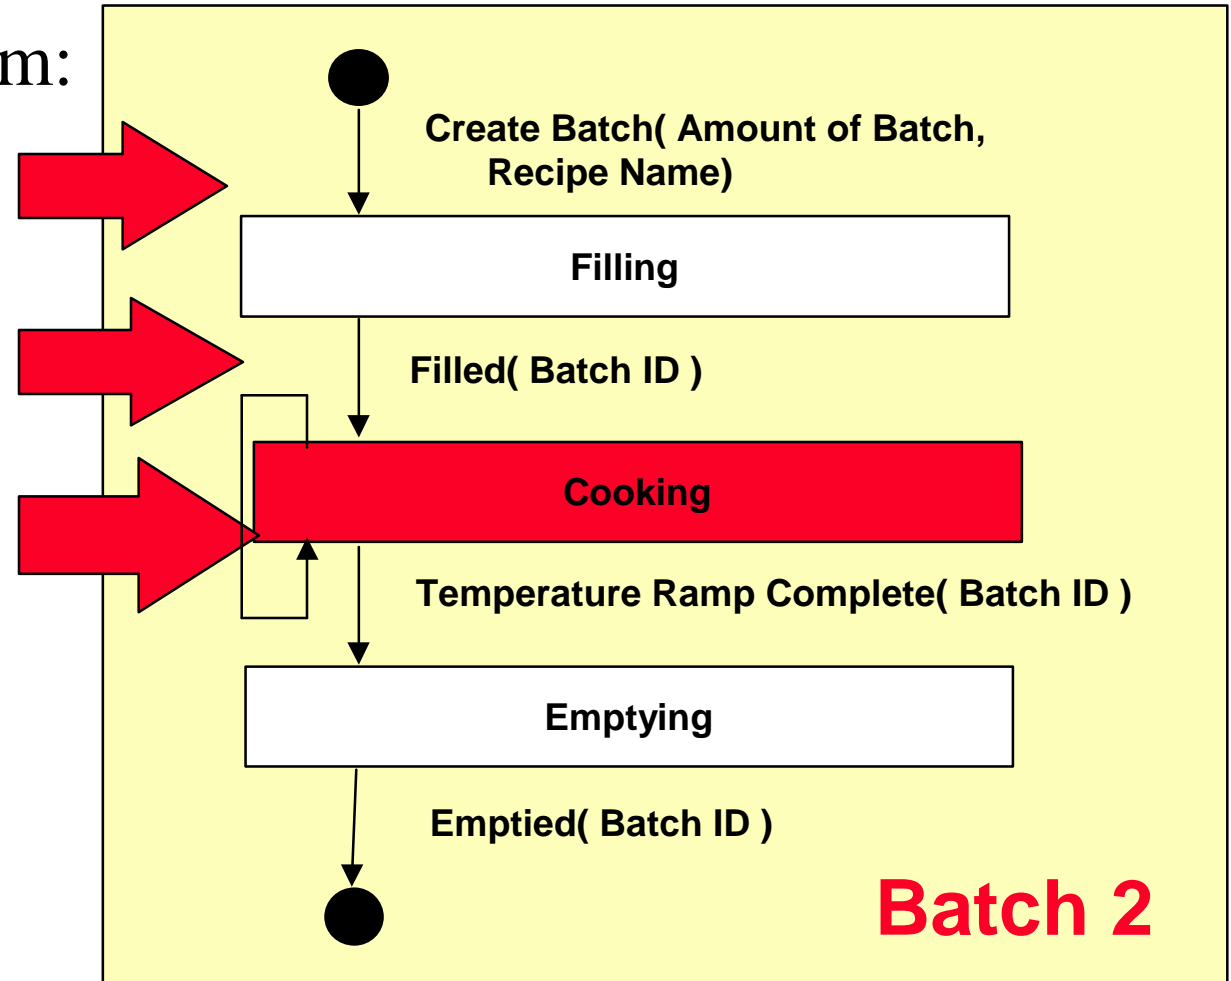 m:
Create Batch( Amount of Batch,
Recipe Name)
Filling
Filled( Batch ID )
Cooking
Temperature Ramp Complete( Batch ID )
Emptying
Emptied( Batch ID )
Batch 2